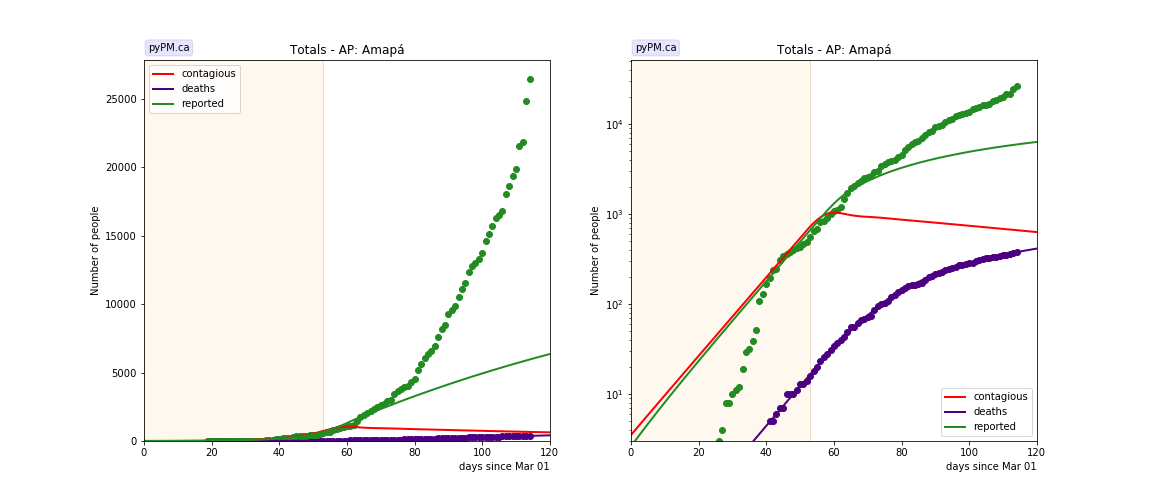 pyPM.ca
Totals - AP: Amapá
contagious
deaths
reported
Number of people
25000
20000
15000
10000
5000
0
0 20 40 60 80 100 120
days since Mar 01
pyPM.ca
Totals - AP: Amapá
Number of people
10⁴
10³
10²
10¹
contagious
deaths
reported
0 20 40 60 80 100 120
days since Mar 01